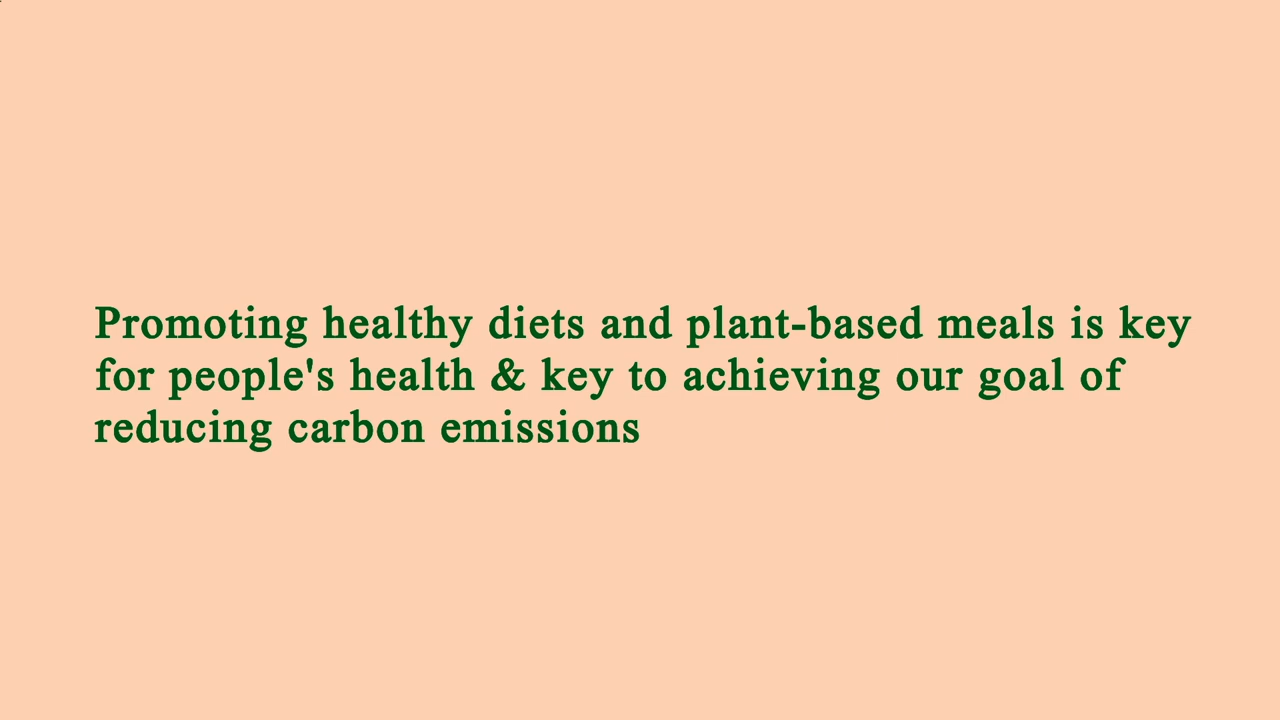 Promoting healthy diets and plant-based meals is key
for people's health & key to achieving our goal of
reducing carbon emissions